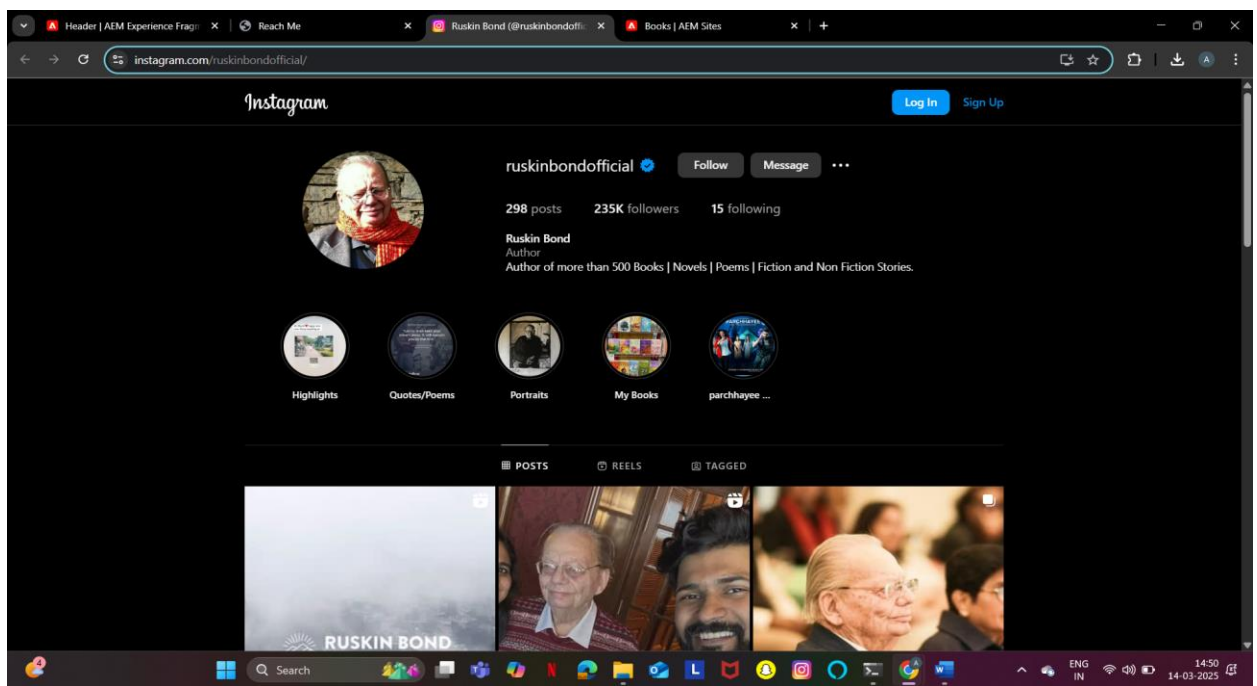 Header | AEM Experience Fragm
Reach Me
Ruskin Bond (@ruskinbondoffic
Books | AEM Sites
instagram.com/ruskinbondofficial/
A
Instagram
Log In
Sign Up
ruskinbondofficial
Follow
Message
298 posts 235K followers 15 following
Ruskin Bond
Author
Author of more than 500 Books | Novels | Poems | Fiction and Non Fiction Stories.
Highlights
Quotes/Poems
Portraits
My Books
parchhayee ...
POSTS
REELS
TAGGED
RUSKIN BOND
4
Search
ENG
IN
14:50
14-03-2025